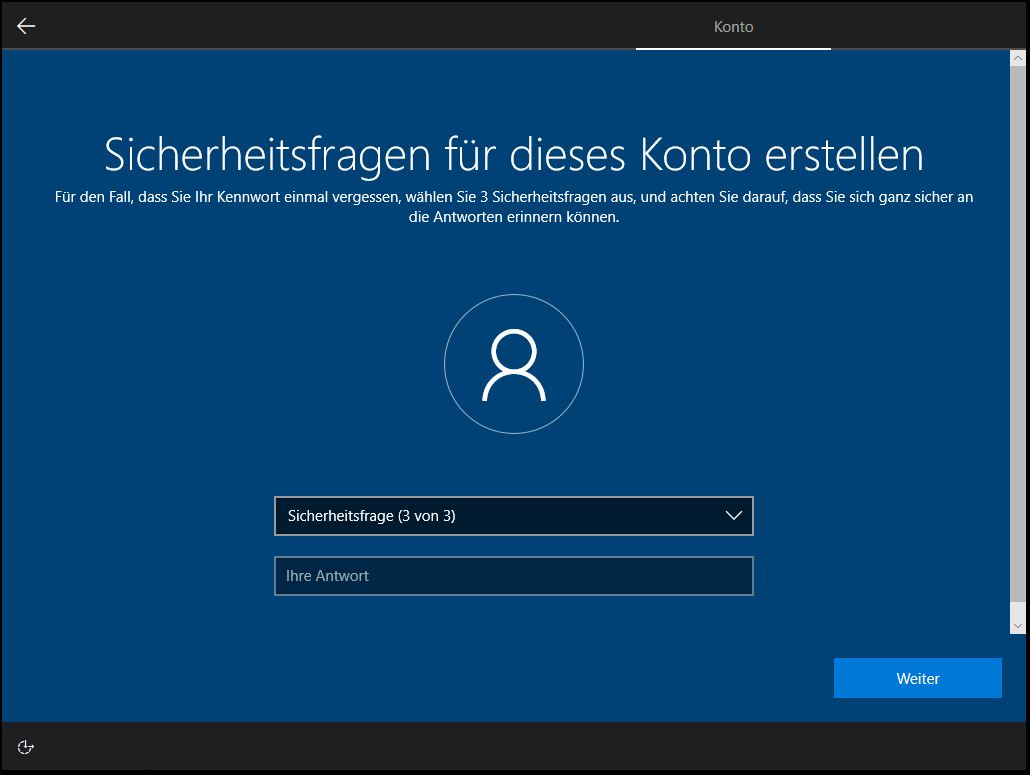 Konto
Sicherheitsfragen für dieses Konto erstellen
Für den Fall, dass Sie Ihr Kennwort einmal vergessen, wählen Sie 3 Sicherheitsfragen aus, und achten Sie darauf, dass Sie sich ganz sicher an
die Antworten erinnern können.
Sicherheitsfrage (3 von 3)
Ihre Antwort
Weiter